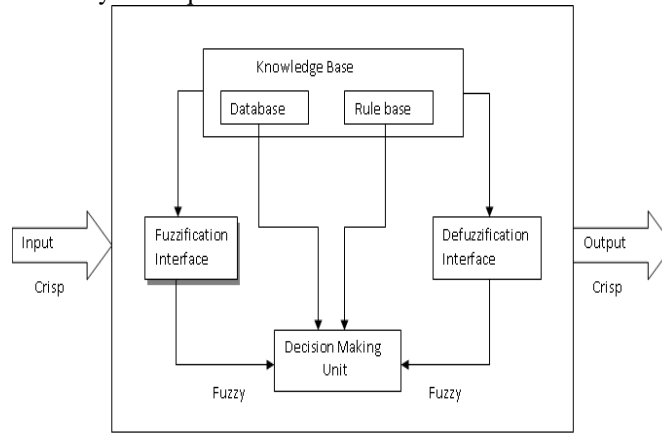 Knowledge Base
Database
Rule base
Input
Crisp
Fuzzification
Interface
Defuzzification
Interface
Output
Crisp
Decision Making
Unit
Fuzzy
Fuzzy